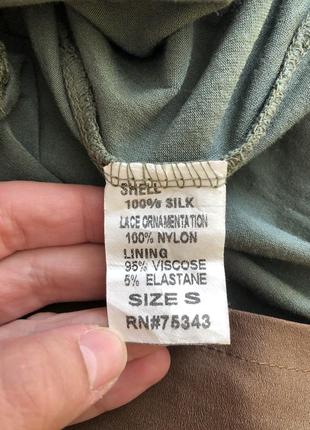 SHELL
100% SILK
LACE ORNAMENTATION
100% NYLON
LINING
95% VISCOSE
5% ELASTANE
SIZE S
RN#75343